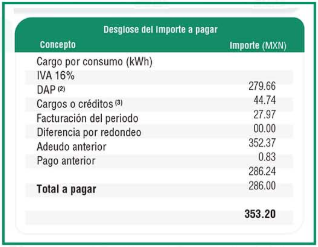 Desglose del importe a pagar
Concepto Importe (MXN)
Cargo por consumo (kWh)
IVA 16% 279.66
DAP (2) 44.74
Cargos o créditos (3) 27.97
Facturación del periodo 00.00
Diferencia por redondeo 352.37
Adeudo anterior 0.83
Pago anterior 286.24
Total a pagar 286.00
353.20